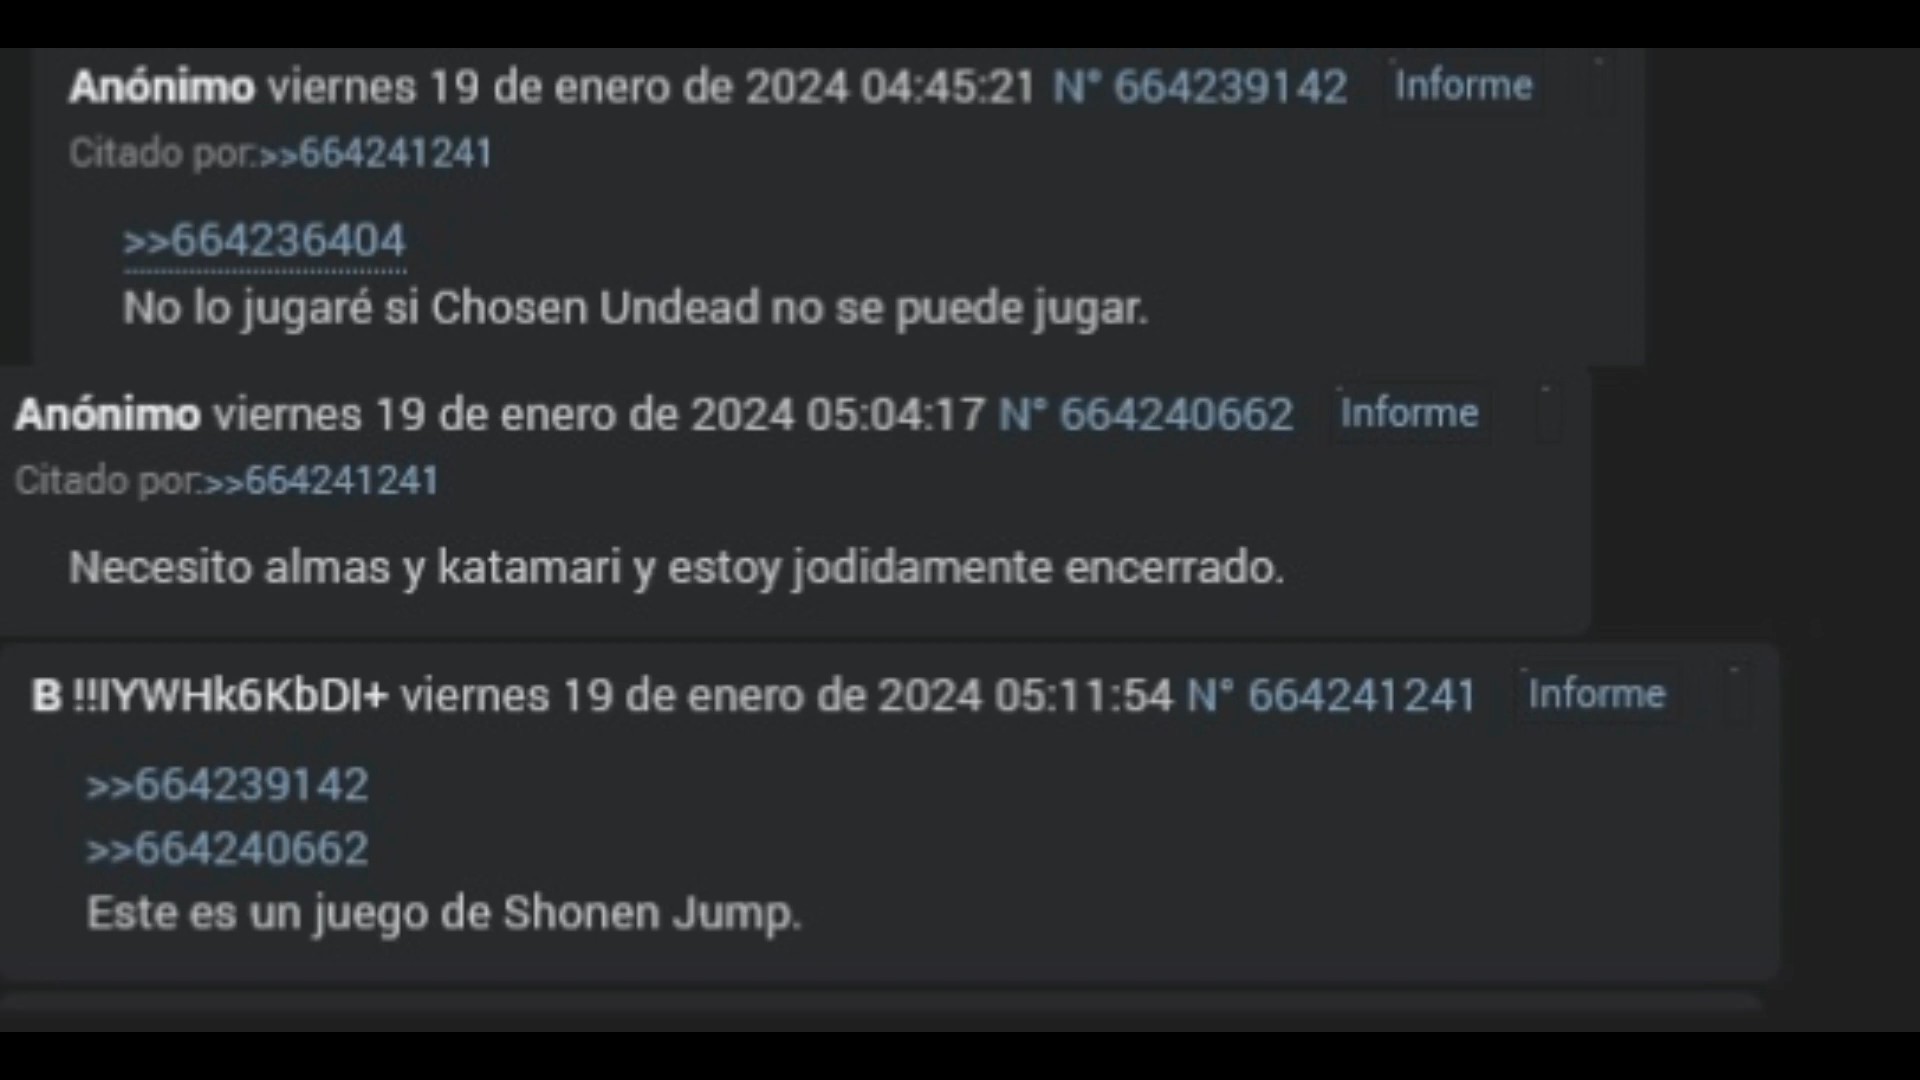 Anónimo viernes 19 de enero de 2024 04:45:21 N° 664239142 Informe
Citado por:>>664241241
>>664236404
No lo jugaré si Chosen Undead no se puede jugar.
Anónimo viernes 19 de enero de 2024 05:04:17 N° 664240662 Informe
Citado por:>>664241241
Necesito almas y katamari y estoy jodidamente encerrado.
B !!IYWHk6KbDI+ viernes 19 de enero de 2024 05:11:54 N° 664241241 Informe
>>664239142
>>664240662
Este es un juego de Shonen Jump.